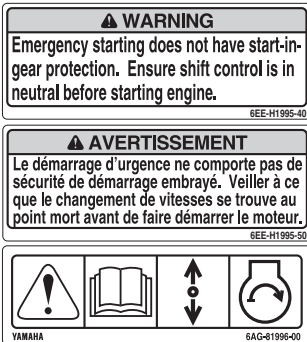 WARNING
Emergency starting does not have start-in-
gear protection. Ensure shift control is in
neutral before starting engine.
6EE-H1995-40
AVERTISSEMENT
Le démarrage d'urgence ne comporte pas de
sécurité de démarrage embrayé. Veiller à ce
que le changement de vitesses se trouve au
point mort avant de faire démarrer le moteur.
6EE-H1995-50
YAMAHA 6AG-81996-00